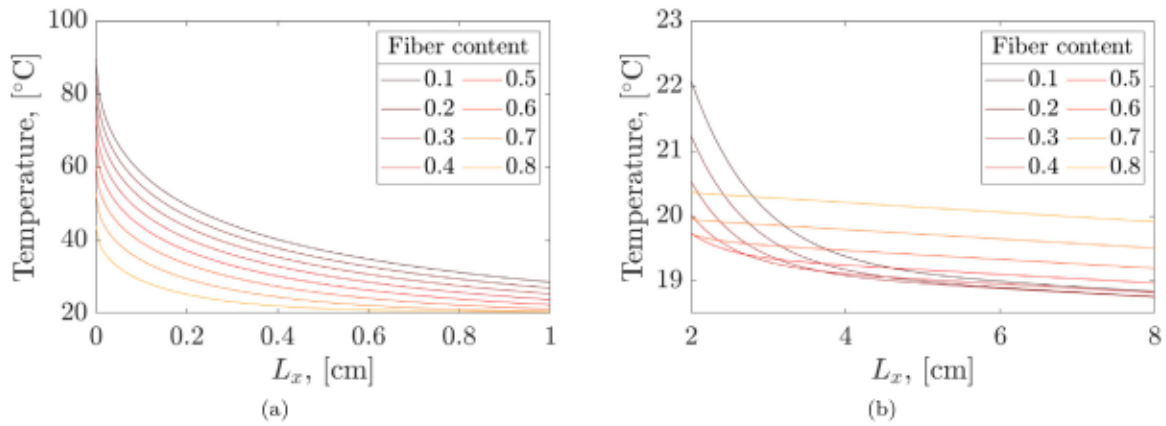 100
80
60
40
20
Temperature, [°C]
Fiber content
0.1 0.5
0.2 0.6
0.3 0.7
0.4 0.8
0 0.2 0.4 0.6 0.8 1
L_x, [cm]
(a)
23
22
21
20
19
Temperature, [°C]
Fiber content
0.1 0.5
0.2 0.6
0.3 0.7
0.4 0.8
2 4 6 8
L_x, [cm]
(b)